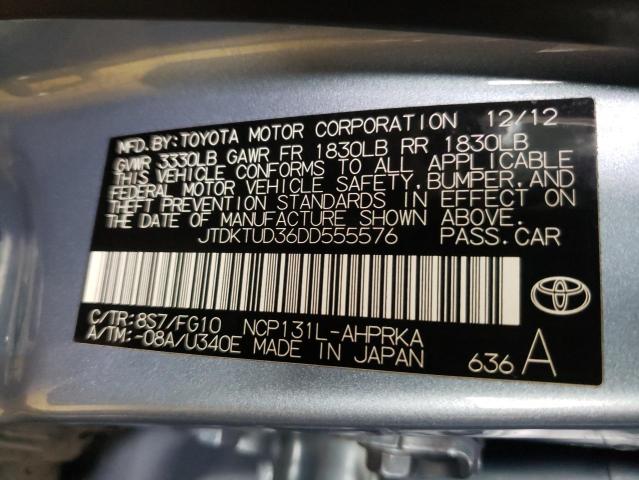 MFD. BY: TOYOTA MOTOR CORPORATION 12/12
GVWR 3330LB GAWR FR 1830LB RR 1830LB
THIS VEHICLE CONFORMS TO ALL APPLICABLE
FEDERAL MOTOR VEHICLE SAFETY, BUMPER, AND
THEFT PREVENTION STANDARDS IN EFFECT ON
THE DATE OF MANUFACTURE SHOWN ABOVE.
JTDKTUD36DD555576 PASS. CAR
C/TR: 8S7/FG10 NCP131L-AHPRKA
A/TM: -08A/U340E MADE IN JAPAN 636 A